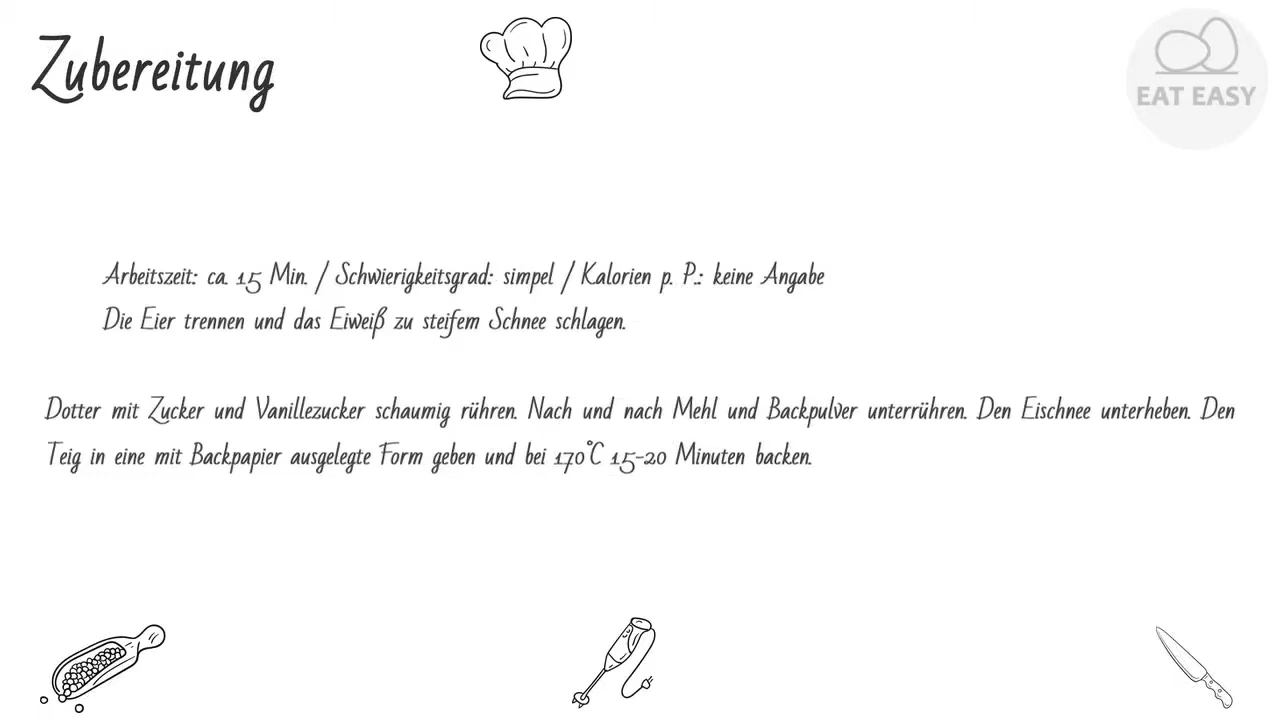 Zubereitung
EAT EASY
Arbeitszeit: ca. 15 Min. / Schwierigkeitsgrad: simpel / Kalorien p. P.: keine Angabe
Die Eier trennen und das Eiweiß zu steifem Schnee schlagen.
Dotter mit Zucker und Vanillezucker schaumig rühren. Nach und nach Mehl und Backpulver unterrühren. Den Eischnee unterheben. Den
Teig in eine mit Backpapier ausgelegte Form geben und bei 170°C 15-20 Minuten backen.